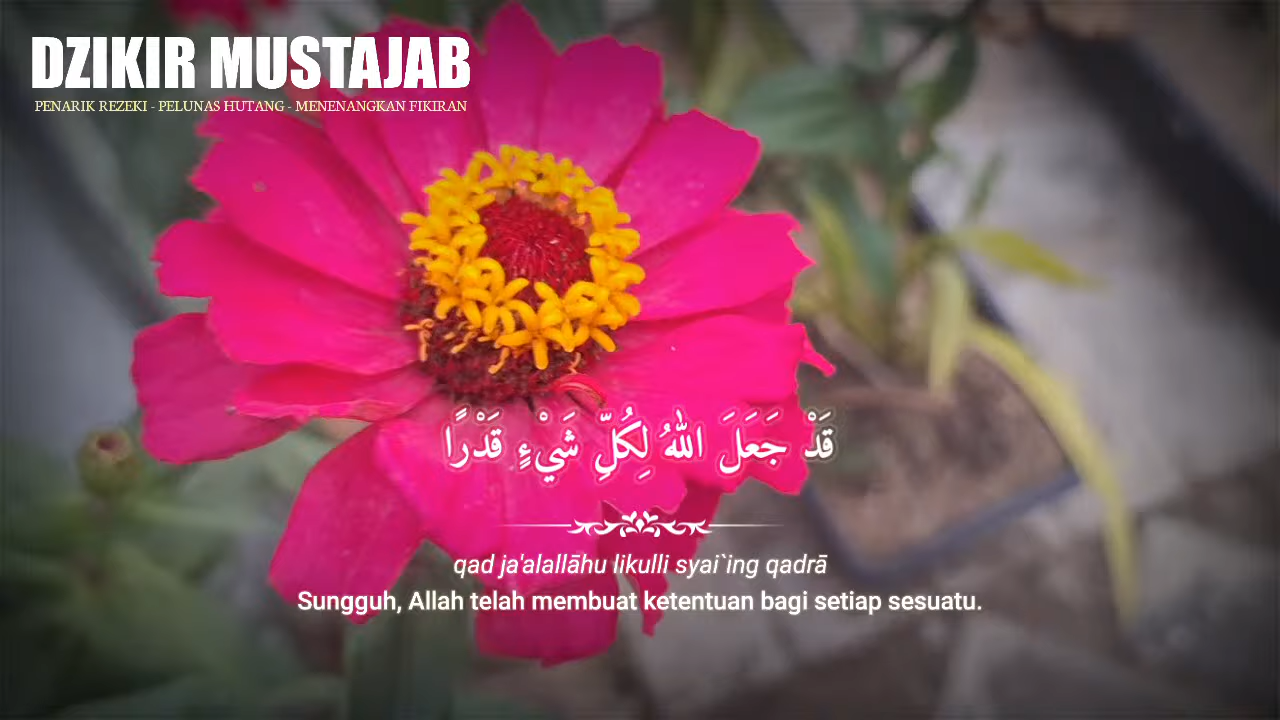 DZIKIR MUSTAJAB
PENARIK REZEKI - PELUNAS HUTANG - MENENANGKAN FIKIRAN
قَدْ جَعَلَ اللّٰهُ لِكُلِّ شَيْءٍ قَدْرًا
qad ja'alallāhu likulli syai`ing qadrā
Sungguh, Allah telah membuat ketentuan bagi setiap sesuatu.